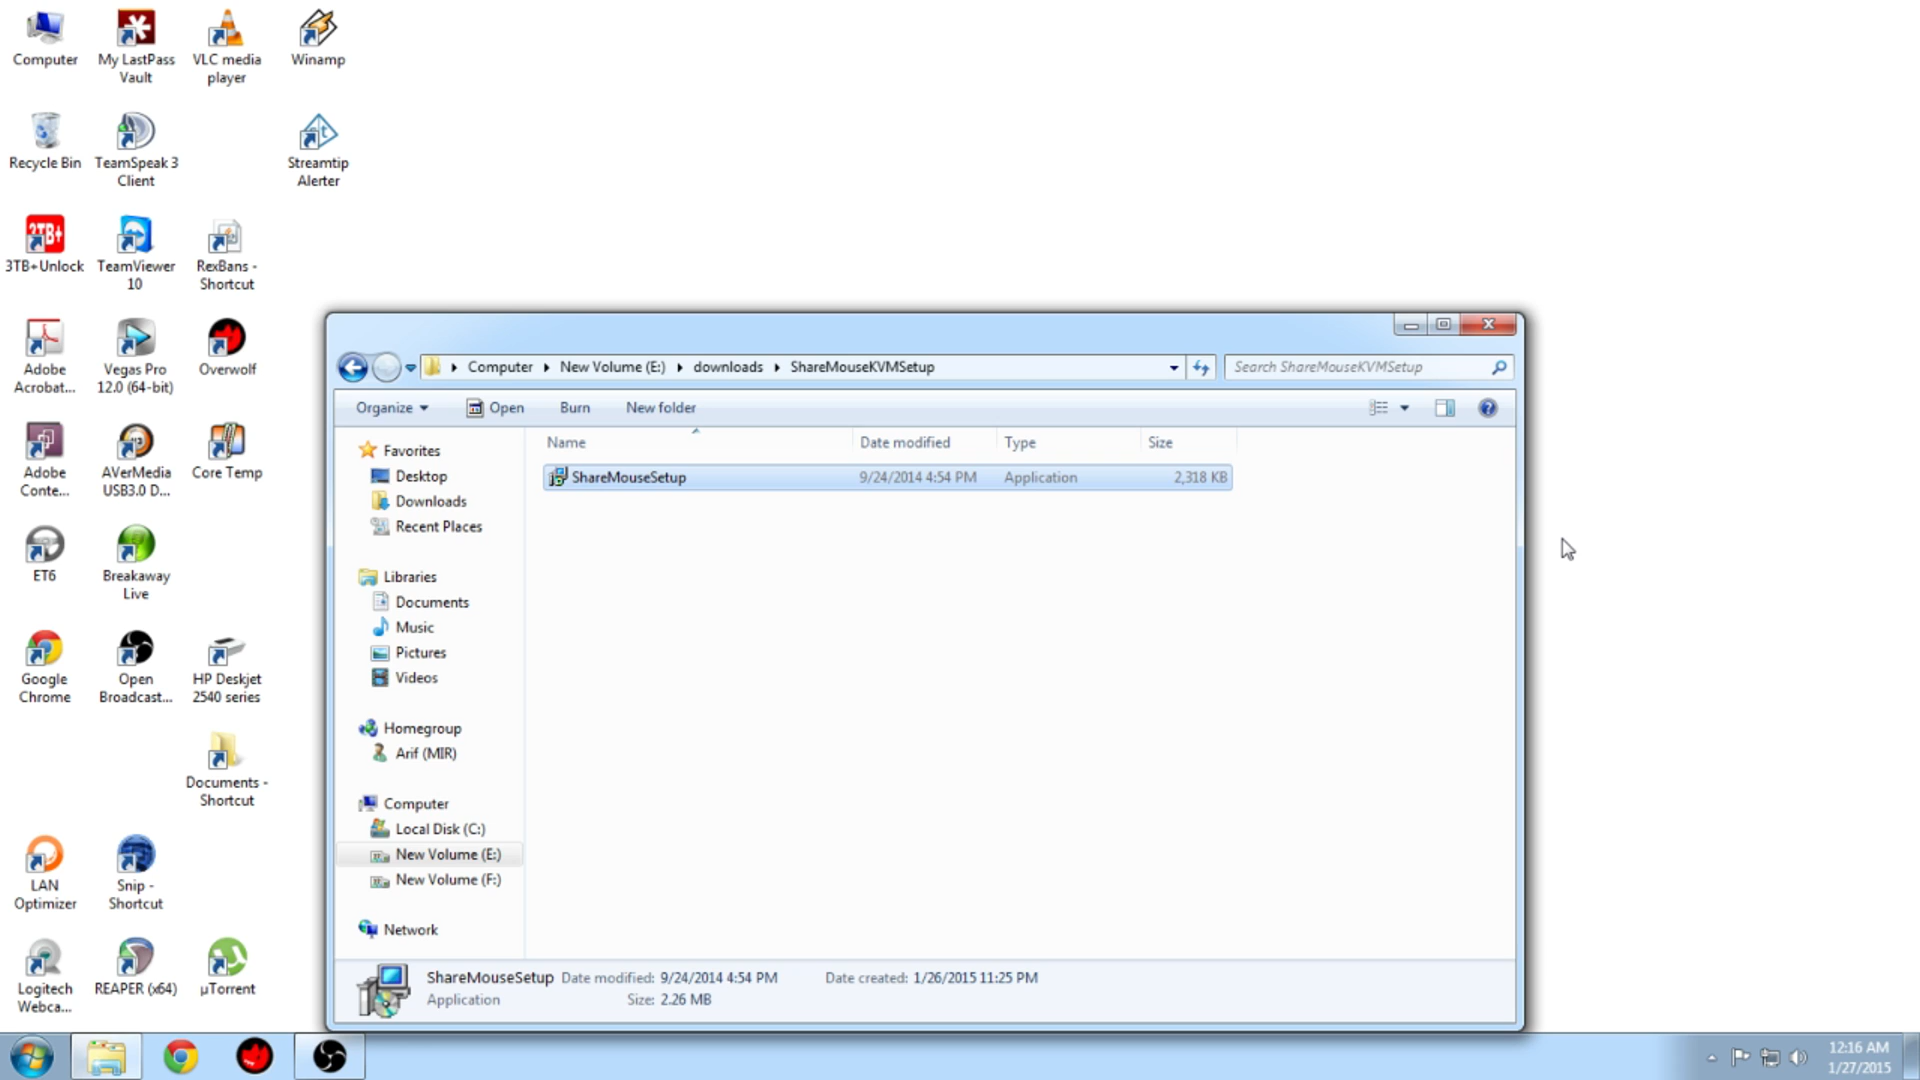 Computer
My LastPass
Vault
VLC media
player
Winamp
Recycle Bin
TeamSpeak 3
Client
Streamtip
Alerter
3TB+
3TB+Unlock
TeamViewer
10
RexBans -
Shortcut
Adobe
Acrobat...
Vegas Pro
12.0 (64-bit)
Overwolf
Adobe
Conte...
AVerMedia
USB3.0 D...
Core Temp
ET6
Breakaway
Live
Google
Chrome
Open
Broadcast...
HP Deskjet
2540 series
Documents -
Shortcut
LAN
Optimizer
Snip -
Shortcut
Logitech
Webca...
REAPER (x64)
µTorrent
Computer New Volume (E:) downloads ShareMouseKVMSetup
Search ShareMouseKVMSetup
Organize Open Burn New folder
Name Date modified Type Size
ShareMouseSetup 9/24/2014 4:54 PM Application 2,318 KB
Favorites
Desktop
Downloads
Recent Places
Libraries
Documents
Music
Pictures
Videos
Homegroup
Arif (MIR)
Computer
Local Disk (C:)
New Volume (E:)
New Volume (F:)
Network
ShareMouseSetup Date modified: 9/24/2014 4:54 PM Date created: 1/26/2015 11:25 PM
Application Size: 2.26 MB
12:16 AM
1/27/2015